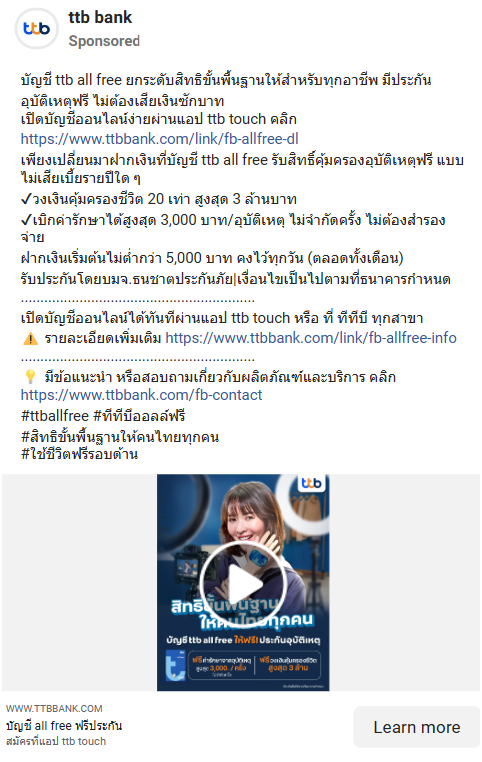 ttb
ttb bank
Sponsored
บัญชี ttb all free ยกระดับสิทธิขั้นพื้นฐานให้สำหรับทุกอาชีพ มีประกัน
อุบัติเหตุฟรี ไม่ต้องเสียเงินซักบาท
เปิดบัญชีออนไลน์ง่ายผ่านแอป ttb touch คลิก
https://www.ttbbank.com/link/fb-allfree-dl
เพียงเปลี่ยนมาฝากเงินที่บัญชี ttb all free รับสิทธิ์คุ้มครองอุบัติเหตุฟรี แบบ
ไม่เสียเบี้ยรายปีใด ๆ
✓วงเงินคุ้มครองชีวิต 20 เท่า สูงสุด 3 ล้านบาท
✓เบิกค่ารักษาได้สูงสุด 3,000 บาท/อุบัติเหตุ ไม่จำกัดครั้ง ไม่ต้องสำรอง
จ่าย
ฝากเงินเริ่มต้นไม่ต่ำกว่า 5,000 บาท คงไว้ทุกวัน (ตลอดทั้งเดือน)
รับประกันโดยบมจ.ธนชาตประกันภัย|เงื่อนไขเป็นไปตามที่ธนาคารกำหนด
............................................................
เปิดบัญชีออนไลน์ได้ทันทีผ่านแอป ttb touch หรือ ที่ ทีทีบี ทุกสาขา
⚠️ รายละเอียดเพิ่มเติม https://www.ttbbank.com/link/fb-allfree-info
............................................................
💡 มีข้อแนะนำ หรือสอบถามเกี่ยวกับผลิตภัณฑ์และบริการ คลิก
https://www.ttbbank.com/fb-contact
#ttballfree #ทีทีบีออลล์ฟรี
#สิทธิขั้นพื้นฐานให้คนไทยทุกคน
#ใช้ชีวิตฟรีรอบด้าน
ttb
สิทธิขั้นพื้นฐาน
ให้คนไทยทุกคน
บัญชี ttb all free ให้ฟรี! ประกันอุบัติเหตุ
ฟรี ค่ารักษาจากอุบัติเหตุ
สูงสุด 3,000.-/ครั้ง
ฟรี วงเงินคุ้มครองชีวิต
สูงสุด 3 ล้าน
WWW.TTBBANK.COM
บัญชี all free ฟรีประกัน
สมัครที่แอป ttb touch
Learn more